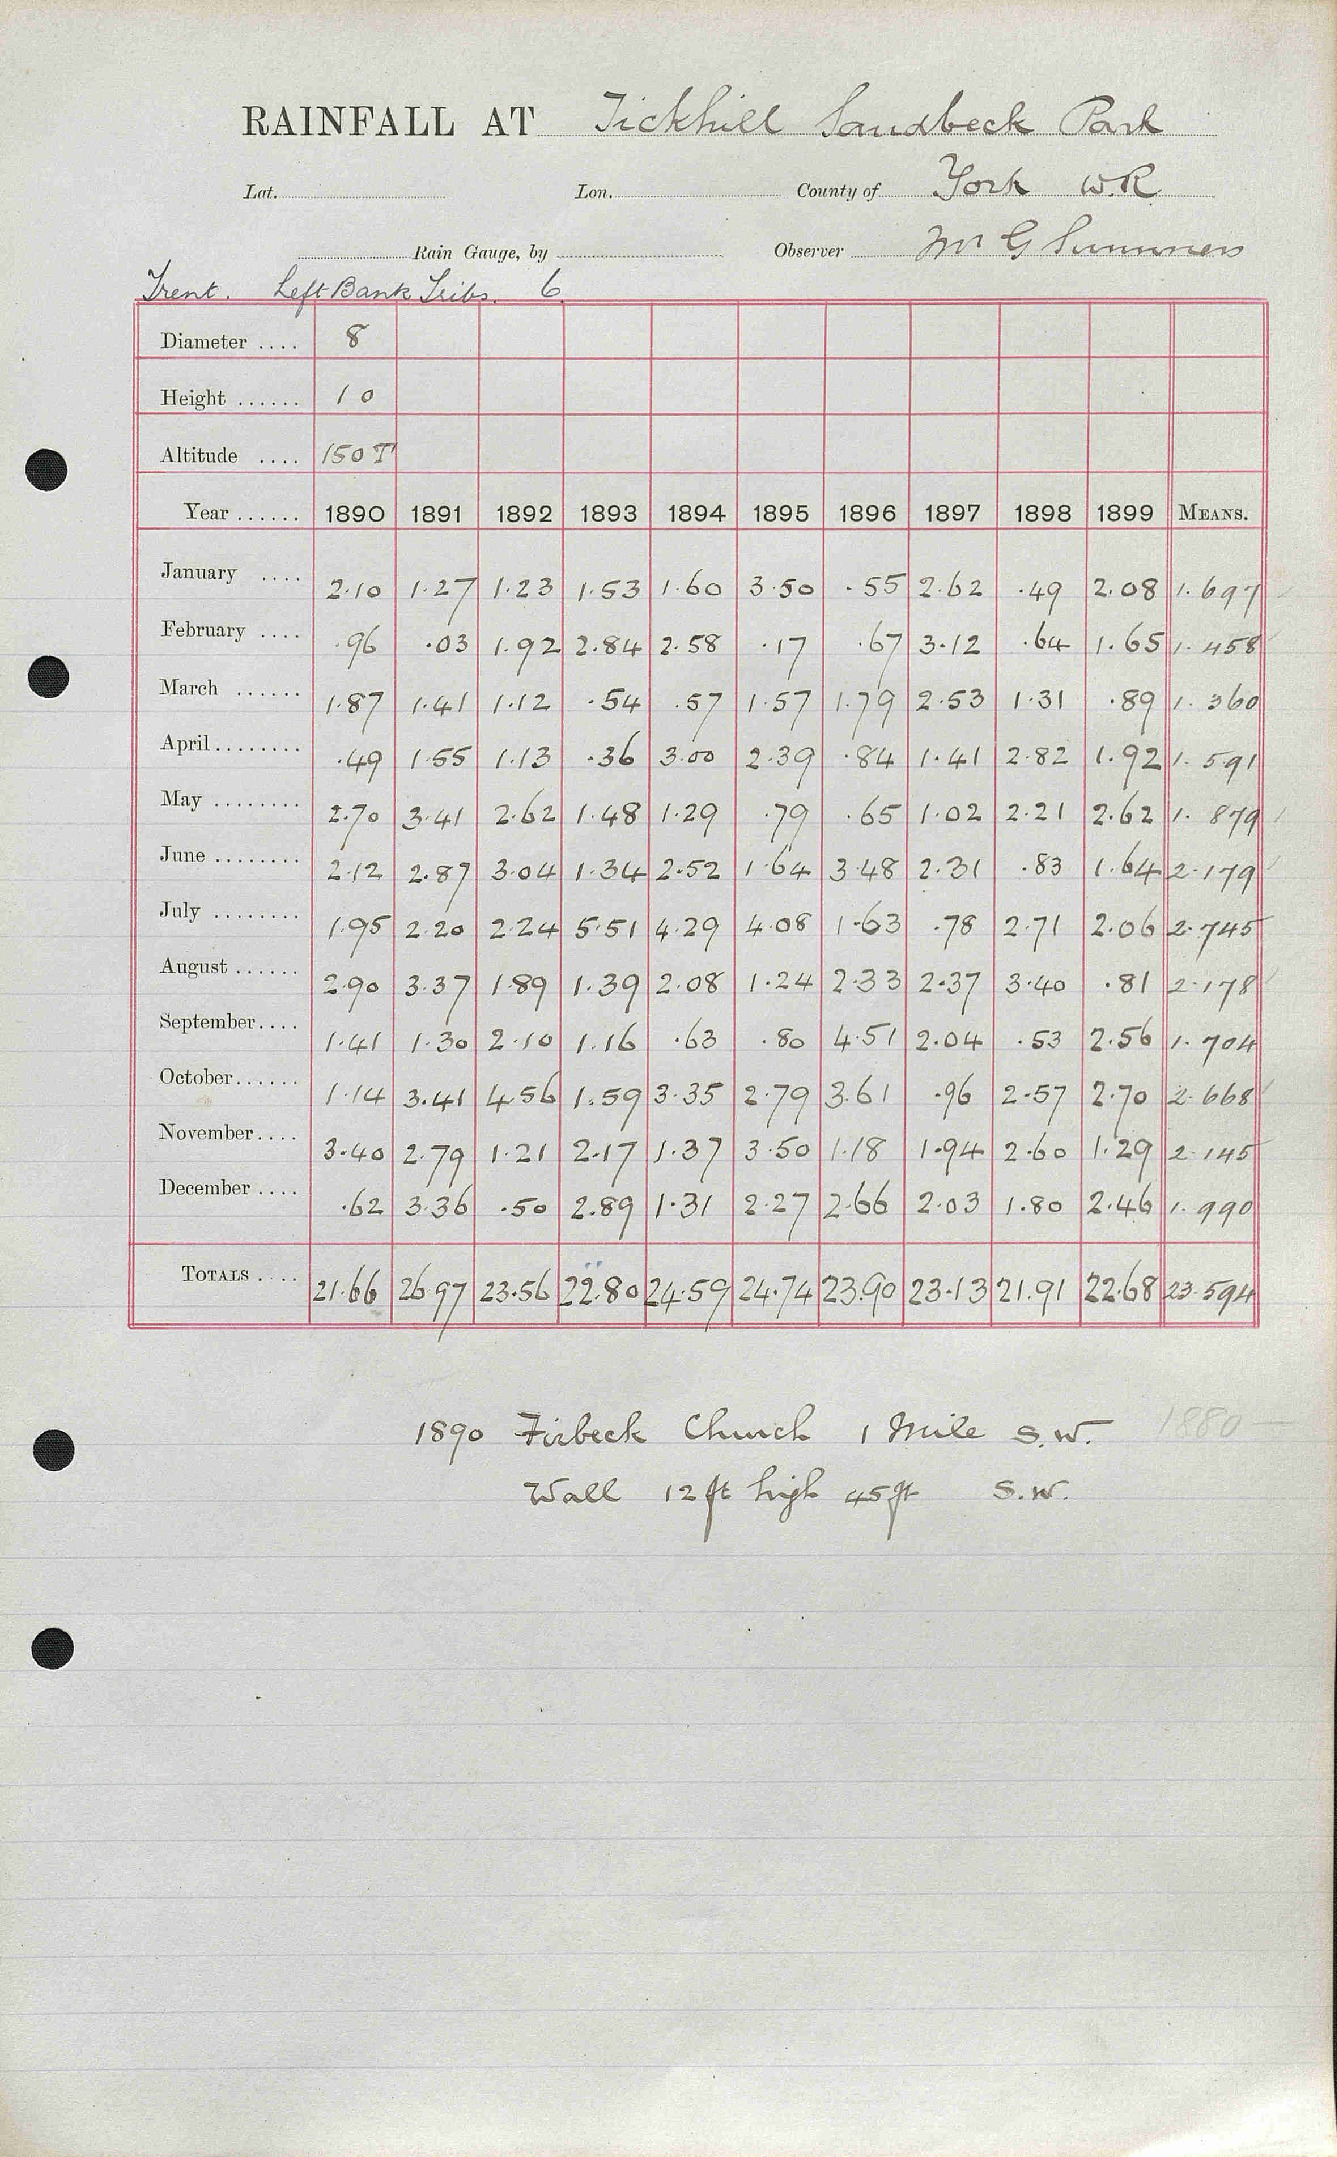 RAINFALL AT Tickhill Sandbeck Park
Lat. Lon. County of York W.R.
Rain Gauge, by Observer Mr G Summers
Trent. Left Bank Tribs. 6.
Diameter .... 8
Height ...... 1 0
Altitude .... 150 T
Year ...... 1890 1891 1892 1893 1894 1895 1896 1897 1898 1899 MEANS.
January .... 2.10 1.27 1.23 1.53 1.60 3.50 .55 2.62 .49 2.08 1.697
February .... .96 .03 1.92 2.84 2.58 .17 .67 3.12 .64 1.65 1.458
March ...... 1.87 1.41 1.12 .54 .57 1.57 1.79 2.53 1.31 .89 1.360
April........ .49 1.55 1.13 .36 3.00 2.39 .84 1.41 2.82 1.92 1.591
May ........ 2.70 3.41 2.62 1.48 1.29 .79 .65 1.02 2.21 2.62 1.879
June ........ 2.12 2.87 3.04 1.34 2.52 1.64 3.48 2.31 .83 1.64 2.179
July ........ 1.95 2.20 2.24 5.51 4.29 4.08 1.63 .78 2.71 2.06 2.745
August ...... 2.90 3.37 1.89 1.39 2.08 1.24 2.33 2.37 3.40 .81 2.178
September.... 1.41 1.30 2.10 1.16 .63 .80 4.51 2.04 .53 2.56 1.704
October...... 1.14 3.41 4.56 1.59 3.35 2.79 3.61 .96 2.57 2.70 2.668
November.... 3.40 2.79 1.21 2.17 1.37 3.50 1.18 1.94 2.60 1.29 2.145
December .... .62 3.36 .50 2.89 1.31 2.27 2.66 2.03 1.80 2.46 1.990
TOTALS .... 21.66 26.97 23.56 22.80 24.59 24.74 23.90 23.13 21.91 22.68 23.594
1890 Firbeck Church 1 Mile S.W. 1880-
Wall 12 ft high 45 ft S.W.